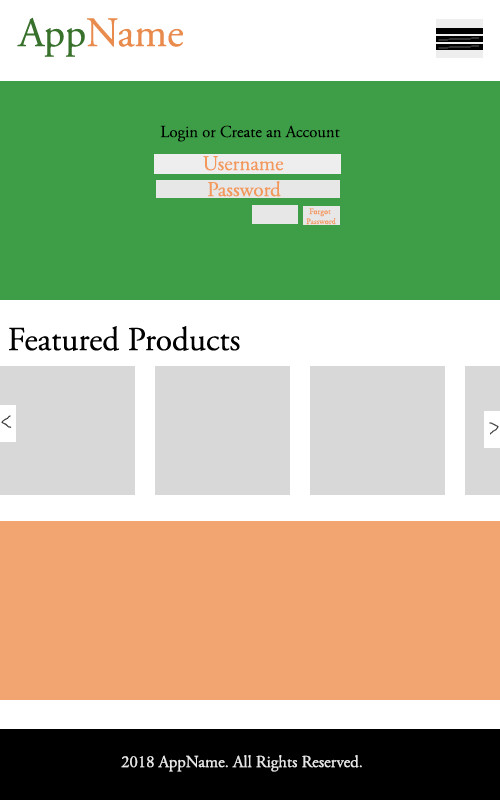 AppName
Login or Create an Account
Username
Password
Forgot
Password
Featured Products
<
>
2018 AppName. All Rights Reserved.